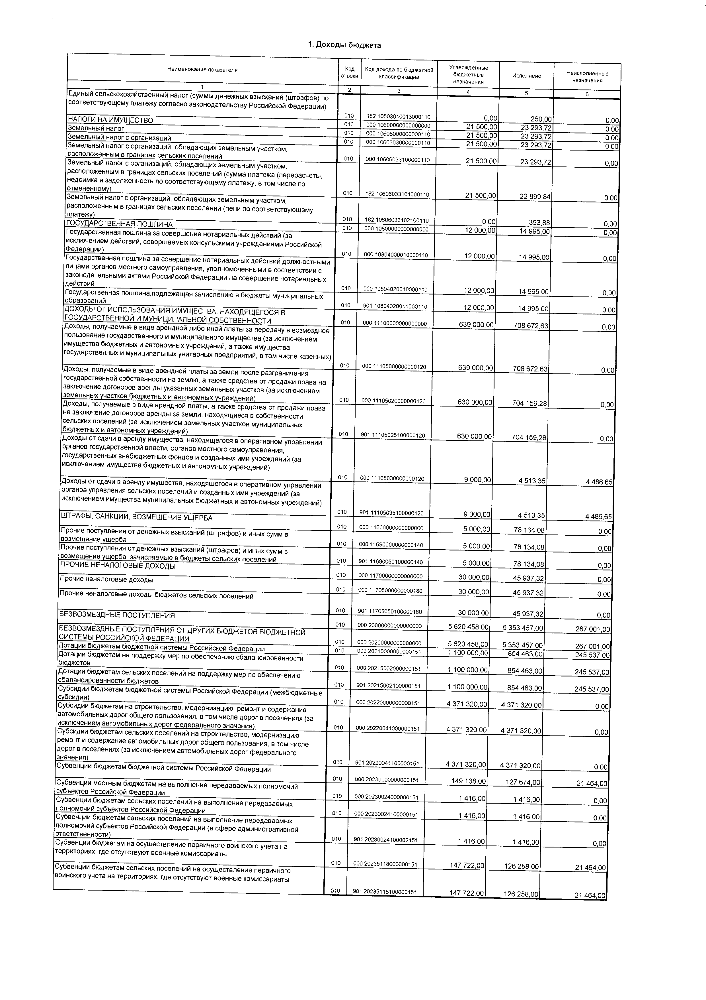 1. Доходы бюджета
Наименование показателя
Код
строки
Код дохода по бюджетной
классификации
Утвержденные
бюджетные
назначения
Исполнено
Неисполненные
назначения
1 2 3 4 5 6
Единый сельскохозяйственный налог (суммы денежных взысканий (штрафов) по
соответствующему платежу согласно законодательству Российской Федерации)
010 182 10503010013000110 0,00 250,00 0,00
НАЛОГИ НА ИМУЩЕСТВО 010 000 10600000000000000 21 500,00 23 293,72 0,00
Земельный налог 010 000 10606000000000110 21 500,00 23 293,72 0,00
Земельный налог с организаций 010 000 10606030000000110 21 500,00 23 293,72 0,00
Земельный налог с организаций, обладающих земельным участком,
расположенным в границах сельских поселений 010 000 10606033100000110 21 500,00 23 293,72 0,00
Земельный налог с организаций, обладающих земельным участком,
расположенным в границах сельских поселений (сумма платежа (перерасчеты,
недоимка и задолженность по соответствующему платежу, в том числе по
отмененному) 010 182 10606033101000110 21 500,00 22 899,84 0,00
Земельный налог с организаций, обладающих земельным участком,
расположенным в границах сельских поселений (пени по соответствующему
платежу) 010 182 10606033102100110 0,00 393,88 0,00
ГОСУДАРСТВЕННАЯ ПОШЛИНА 010 000 10800000000000000 12 000,00 14 995,00 0,00
Государственная пошлина за совершение нотариальных действий (за
исключением действий, совершаемых консульскими учреждениями Российской
Федерации) 010 000 10804000010000110 12 000,00 14 995,00 0,00
Государственная пошлина за совершение нотариальных действий должностными
лицами органов местного самоуправления, уполномоченными в соответствии с
законодательными актами Российской Федерации на совершение нотариальных
действий 010 000 10804020010000110 12 000,00 14 995,00 0,00
Государственная пошлина,подлежащая зачислению в бюджеты муниципальных
образований 010 901 10804020011000110 12 000,00 14 995,00 0,00
ДОХОДЫ ОТ ИСПОЛЬЗОВАНИЯ ИМУЩЕСТВА, НАХОДЯЩЕГОСЯ В
ГОСУДАРСТВЕННОЙ И МУНИЦИПАЛЬНОЙ СОБСТВЕННОСТИ 010 000 11100000000000000 639 000,00 708 672,63 0,00
Доходы, получаемые в виде арендной либо иной платы за передачу в возмездное
пользование государственного и муниципального имущества (за исключением
имущества бюджетных и автономных учреждений, а также имущества
государственных и муниципальных унитарных предприятий, в том числе казенных)
010 000 11105000000000120 639 000,00 708 672,63 0,00
Доходы, получаемые в виде арендной платы за земли после разграничения
государственной собственности на землю, а также средства от продажи права на
заключение договоров аренды указанных земельных участков (за исключением
земельных участков бюджетных и автономных учреждений) 010 000 11105020000000120 630 000,00 704 159,28 0,00
Доходы, получаемые в виде арендной платы, а также средства от продажи права
на заключение договоров аренды за земли, находящиеся в собственности
сельских поселений (за исключением земельных участков муниципальных
бюджетных и автономных учреждений) 010 901 11105025100000120 630 000,00 704 159,28 0,00
Доходы от сдачи в аренду имущества, находящегося в оперативном управлении
органов государственной власти, органов местного самоуправления,
государственных внебюджетных фондов и созданных ими учреждений (за
исключением имущества бюджетных и автономных учреждений)
010 000 11105030000000120 9 000,00 4 513,35 4 486,65
Доходы от сдачи в аренду имущества, находящегося в оперативном управлении
органов управления сельских поселений и созданных ими учреждений (за
исключением имущества муниципальных бюджетных и автономных учреждений)
010 901 11105035100000120 9 000,00 4 513,35 4 486,65
ШТРАФЫ, САНКЦИИ, ВОЗМЕЩЕНИЕ УЩЕРБА
010 000 11600000000000000 5 000,00 78 134,08 0,00
Прочие поступления от денежных взысканий (штрафов) и иных сумм в
возмещение ущерба 010 000 11690000000000140 5 000,00 78 134,08 0,00
Прочие поступления от денежных взысканий (штрафов) и иных сумм в
возмещение ущерба, зачисляемые в бюджеты сельских поселений 010 901 11690050100000140 5 000,00 78 134,08 0,00
ПРОЧИЕ НЕНАЛОГОВЫЕ ДОХОДЫ
010 000 11700000000000000 30 000,00 45 937,32 0,00
Прочие неналоговые доходы
010 000 11705000000000180 30 000,00 45 937,32 0,00
Прочие неналоговые доходы бюджетов сельских поселений
010 901 11705050100000180 30 000,00 45 937,32 0,00
БЕЗВОЗМЕЗДНЫЕ ПОСТУПЛЕНИЯ
010 000 20000000000000000 5 620 458,00 5 353 457,00 267 001,00
БЕЗВОЗМЕЗДНЫЕ ПОСТУПЛЕНИЯ ОТ ДРУГИХ БЮДЖЕТОВ БЮДЖЕТНОЙ
СИСТЕМЫ РОССИЙСКОЙ ФЕДЕРАЦИИ 010 000 20200000000000000 5 620 458,00 5 353 457,00 267 001,00
Дотации бюджетам бюджетной системы Российской Федерации 010 000 20210000000000151 1 100 000,00 854 463,00 245 537,00
Дотации бюджетам на поддержку мер по обеспечению сбалансированности
бюджетов 010 000 20215002000000151 1 100 000,00 854 463,00 245 537,00
Дотации бюджетам сельских поселений на поддержку мер по обеспечению
сбалансированности бюджетов 010 901 20215002100000151 1 100 000,00 854 463,00 245 537,00
Субсидии бюджетам бюджетной системы Российской Федерации (межбюджетные
субсидии) 010 000 20220000000000151 4 371 320,00 4 371 320,00 0,00
Субсидии бюджетам на строительство, модернизацию, ремонт и содержание
автомобильных дорог общего пользования, в том числе дорог в поселениях (за
исключением автомобильных дорог федерального значения) 010 000 20220041000000151 4 371 320,00 4 371 320,00 0,00
Субсидии бюджетам сельских поселений на строительство, модернизацию,
ремонт и содержание автомобильных дорог общего пользования, в том числе
дорог в поселениях (за исключением автомобильных дорог федерального
значения) 010 901 20220041100000151 4 371 320,00 4 371 320,00 0,00
Субвенции бюджетам бюджетной системы Российской Федерации
010 000 20230000000000151 149 138,00 127 674,00 21 464,00
Субвенции местным бюджетам на выполнение передаваемых полномочий
субъектов Российской Федерации 010 000 20230024000000151 1 416,00 1 416,00 0,00
Субвенции бюджетам сельских поселений на выполнение передаваемых
полномочий субъектов Российской Федерации 010 000 20230024100000151 1 416,00 1 416,00 0,00
Субвенции бюджетам сельских поселений на выполнение передаваемых
полномочий субъектов Российской Федерации (в сфере административной
ответственности) 010 901 20230024100002151 1 416,00 1 416,00 0,00
Субвенции бюджетам на осуществление первичного воинского учета на
территориях, где отсутствуют военные комиссариаты
010 000 20235118000000151 147 722,00 126 258,00 21 464,00
Субвенции бюджетам сельских поселений на осуществление первичного
воинского учета на территориях, где отсутствуют военные комиссариаты
010 901 20235118100000151 147 722,00 126 258,00 21 464,00